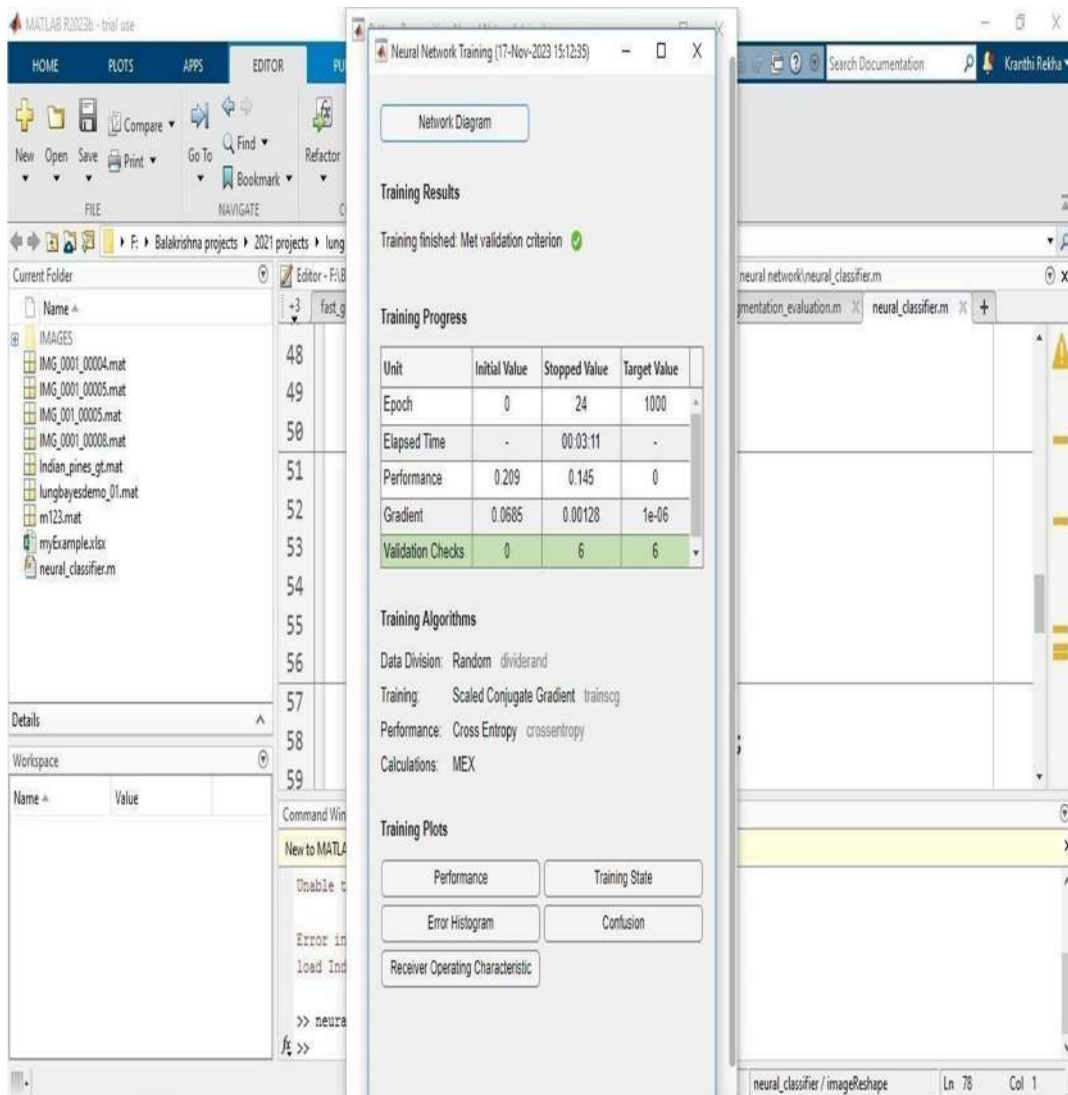 MATLAB R2023b - trial use
HOME PLOTS APPS EDITOR PU
Search Documentation
Kranthi Rekha
New Open Save Compare Print Go To Find Bookmark Refactor
FILE NAVIGATE
F: Balakrishna projects 2021 projects lung
Current Folder
Name
IMAGES
IMG_0001_00004.mat
IMG_0001_00005.mat
IMG_001_00005.mat
IMG_0001_00008.mat
Indian_pines_gt.mat
lungbayesdemo_01.mat
m123.mat
myExample.xlsx
neural_classifier.m
Details
Workspace
Name Value
Editor - F:\B
neural network\neural_classifier.m
+3 fast_g
gmentation_evaluation.m neural_classifier.m +
48
49
50
51
52
53
54
55
56
57
58
59
Command Win
New to MATLA
Unable t
Error in
load Ind
>> neura
fx >>
Neural Network Training (17-Nov-2023 15:12:35)
Network Diagram
Training Results
Training finished: Met validation criterion
Training Progress
Unit Initial Value Stopped Value Target Value
Epoch 0 24 1000
Elapsed Time - 00:03:11 -
Performance 0.209 0.145 0
Gradient 0.0685 0.00128 1e-06
Validation Checks 0 6 6
Training Algorithms
Data Division: Random dividerand
Training: Scaled Conjugate Gradient trainscg
Performance: Cross Entropy crossentropy
Calculations: MEX
Training Plots
Performance Training State
Error Histogram Confusion
Receiver Operating Characteristic
neural_classifier / imageReshape Ln 78 Col 1